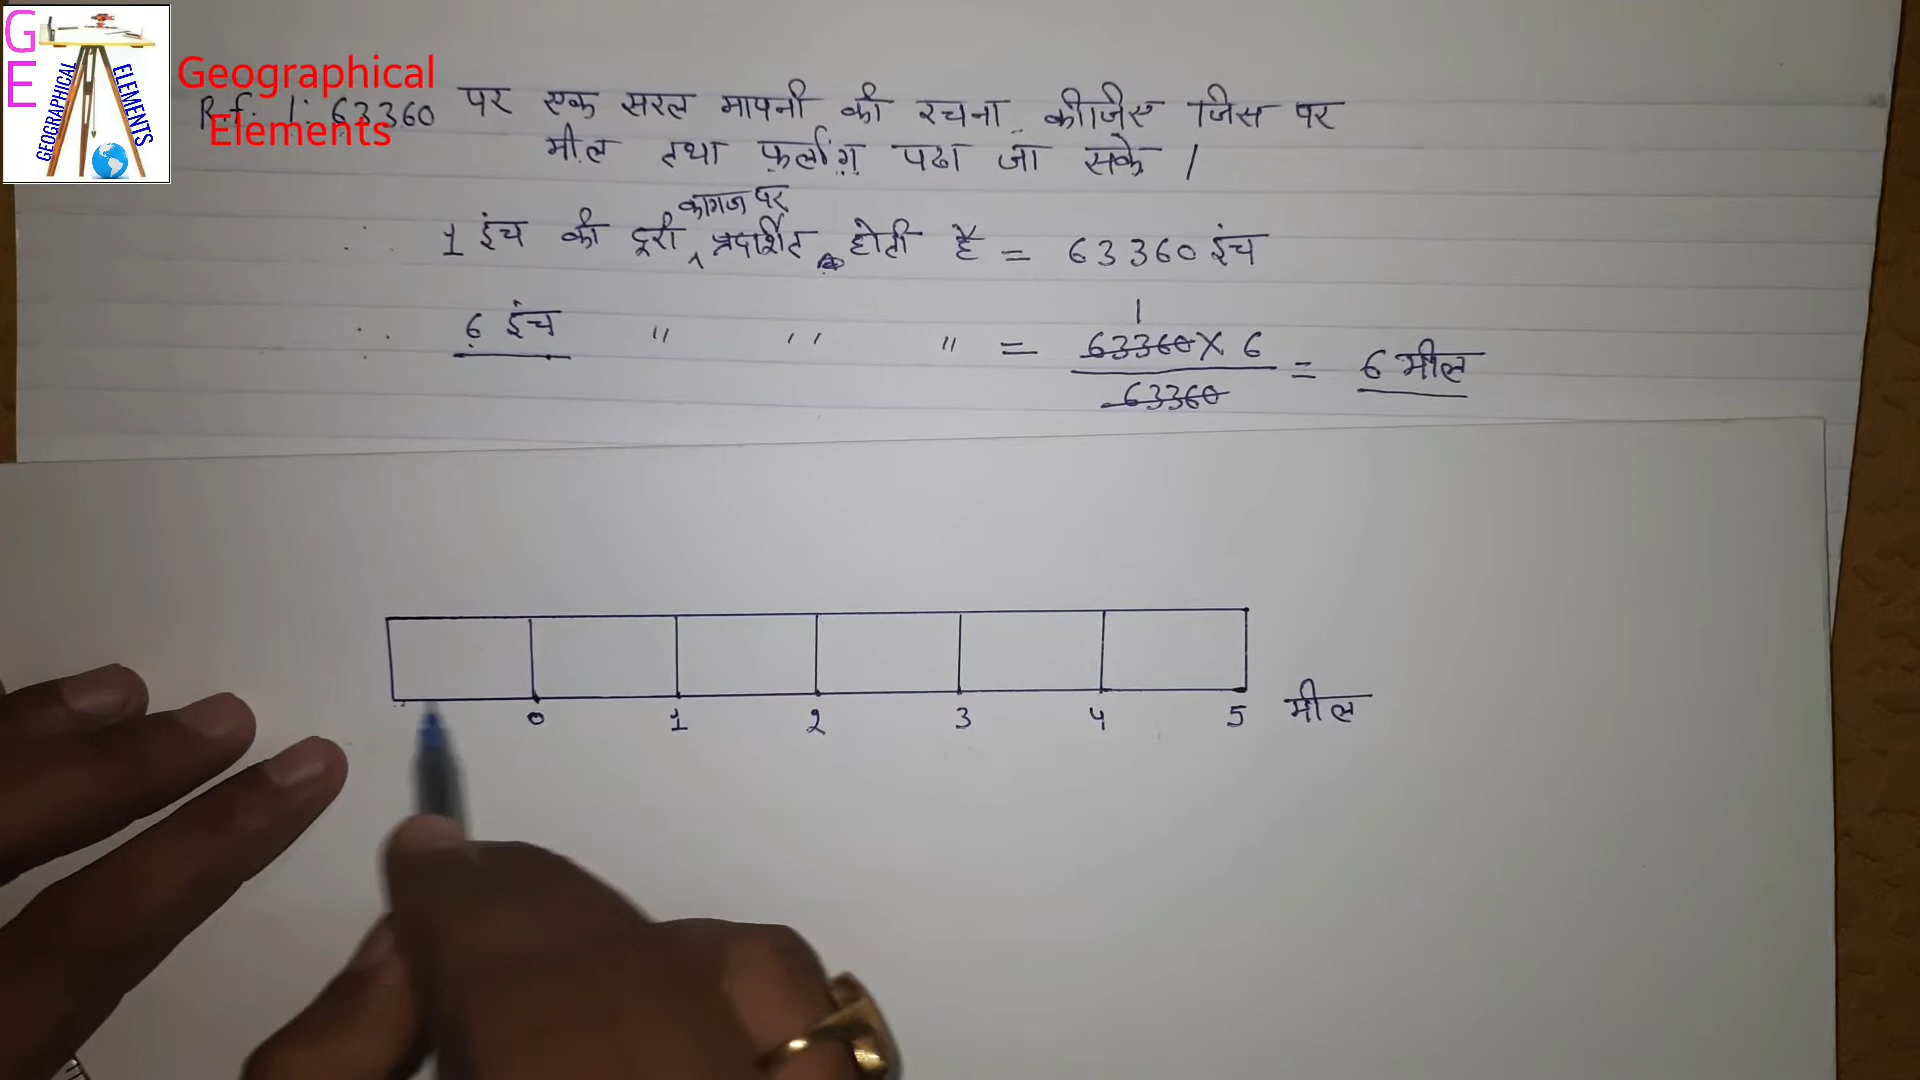 G
E
GEOGRAPHICAL
ELEMENTS
Geographical
Elements
R.f. 1: 63360 पर एक सरल मापनी की रचना कीजिए जिस पर
मील तथा फर्लांग पढा जा सके ।
कागज पर
∴ 1 इंच की दूरी प्रदर्शित होती है = 63360 इंच
∴ 6 इंच " " " = 63360 X 6 = 6 मील
1
63360
0 1 2 3 4 5 मील